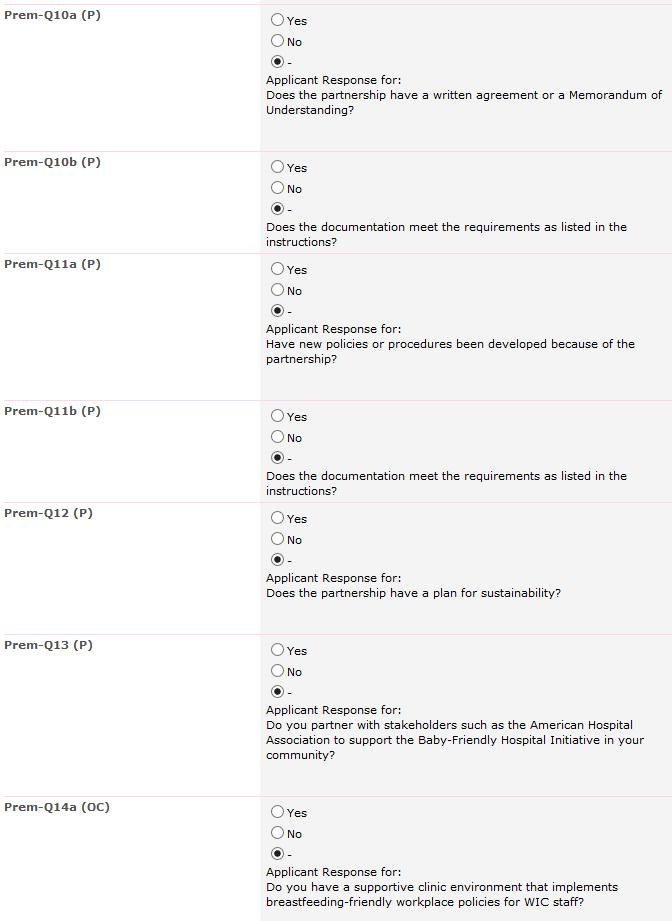 Prem-Q10a (P)
Yes
No
-
Applicant Response for:
Does the partnership have a written agreement or a Memorandum of
Understanding?
Prem-Q10b (P)
Yes
No
-
Does the documentation meet the requirements as listed in the
instructions?
Prem-Q11a (P)
Yes
No
-
Applicant Response for:
Have new policies or procedures been developed because of the
partnership?
Prem-Q11b (P)
Yes
No
-
Does the documentation meet the requirements as listed in the
instructions?
Prem-Q12 (P)
Yes
No
-
Applicant Response for:
Does the partnership have a plan for sustainability?
Prem-Q13 (P)
Yes
No
-
Applicant Response for:
Do you partner with stakeholders such as the American Hospital
Association to support the Baby-Friendly Hospital Initiative in your
community?
Prem-Q14a (OC)
Yes
No
-
Applicant Response for:
Do you have a supportive clinic environment that implements
breastfeeding-friendly workplace policies for WIC staff?